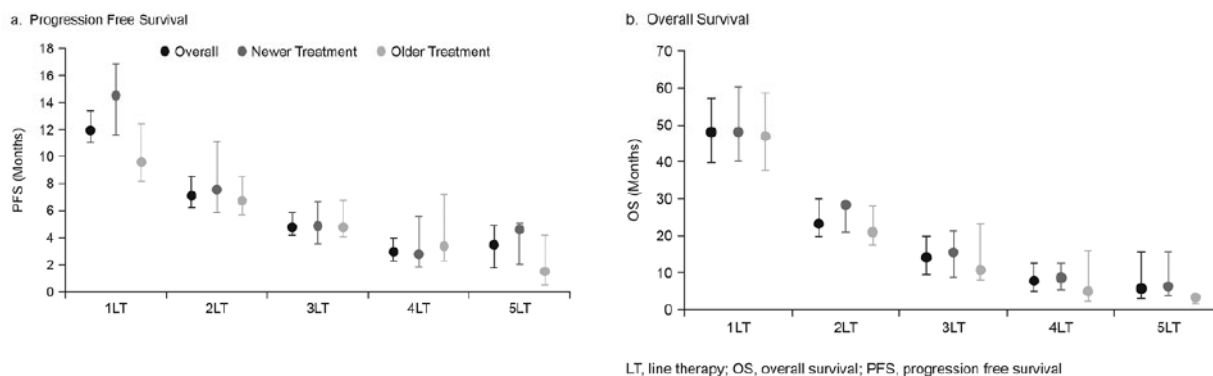 a. Progression Free Survival
Overall Newer Treatment Older Treatment
18
16
14
12
10
8
6
4
2
0
PFS (Months)
1LT 2LT 3LT 4LT 5LT
b. Overall Survival
70
60
50
40
30
20
10
0
OS (Months)
1LT 2LT 3LT 4LT 5LT
LT, line therapy; OS, overall survival; PFS, progression free survival